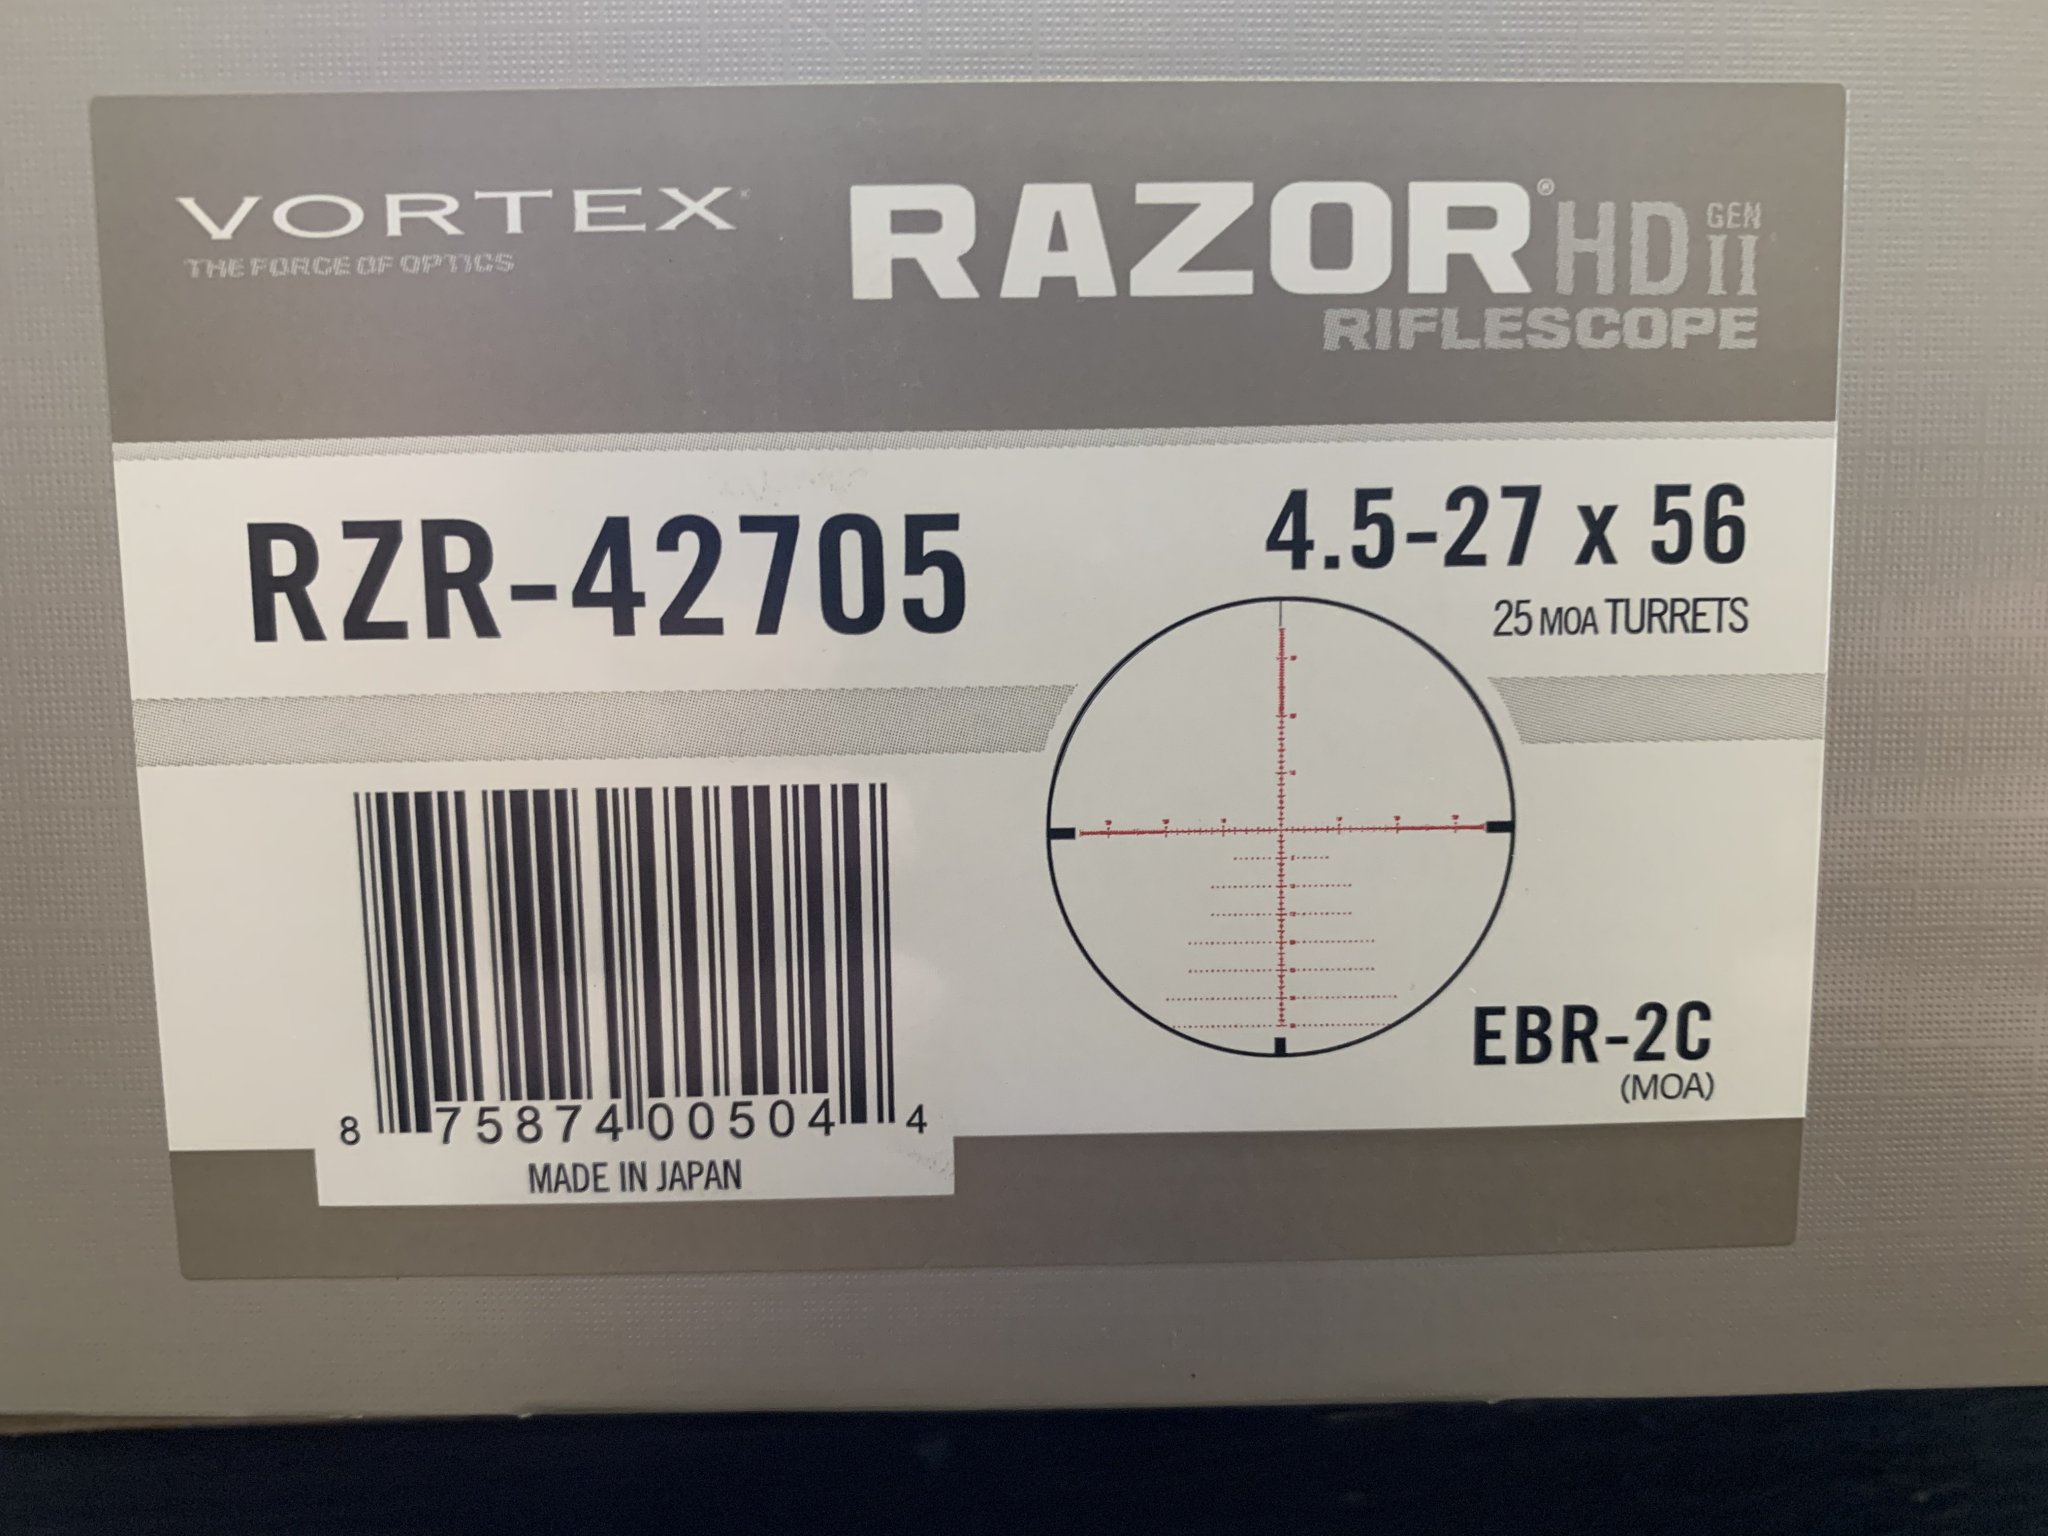 VORTEX
THE FORCE OF OPTICS
RAZOR® HD GEN II
RIFLESCOPE
RZR-42705
4.5-27 x 56
25 MOA TURRETS
EBR-2C
(MOA)
8 75874 00504 4
MADE IN JAPAN